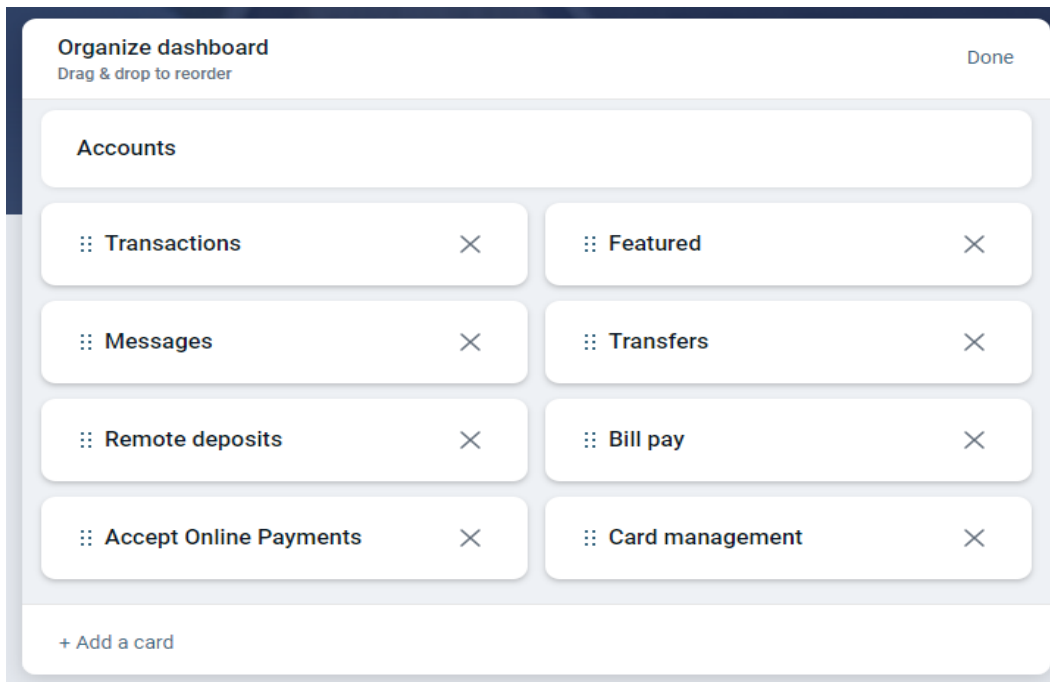 Organize dashboard
Drag & drop to reorder
Done
Accounts
Transactions
Featured
Messages
Transfers
Remote deposits
Bill pay
Accept Online Payments
Card management
+ Add a card